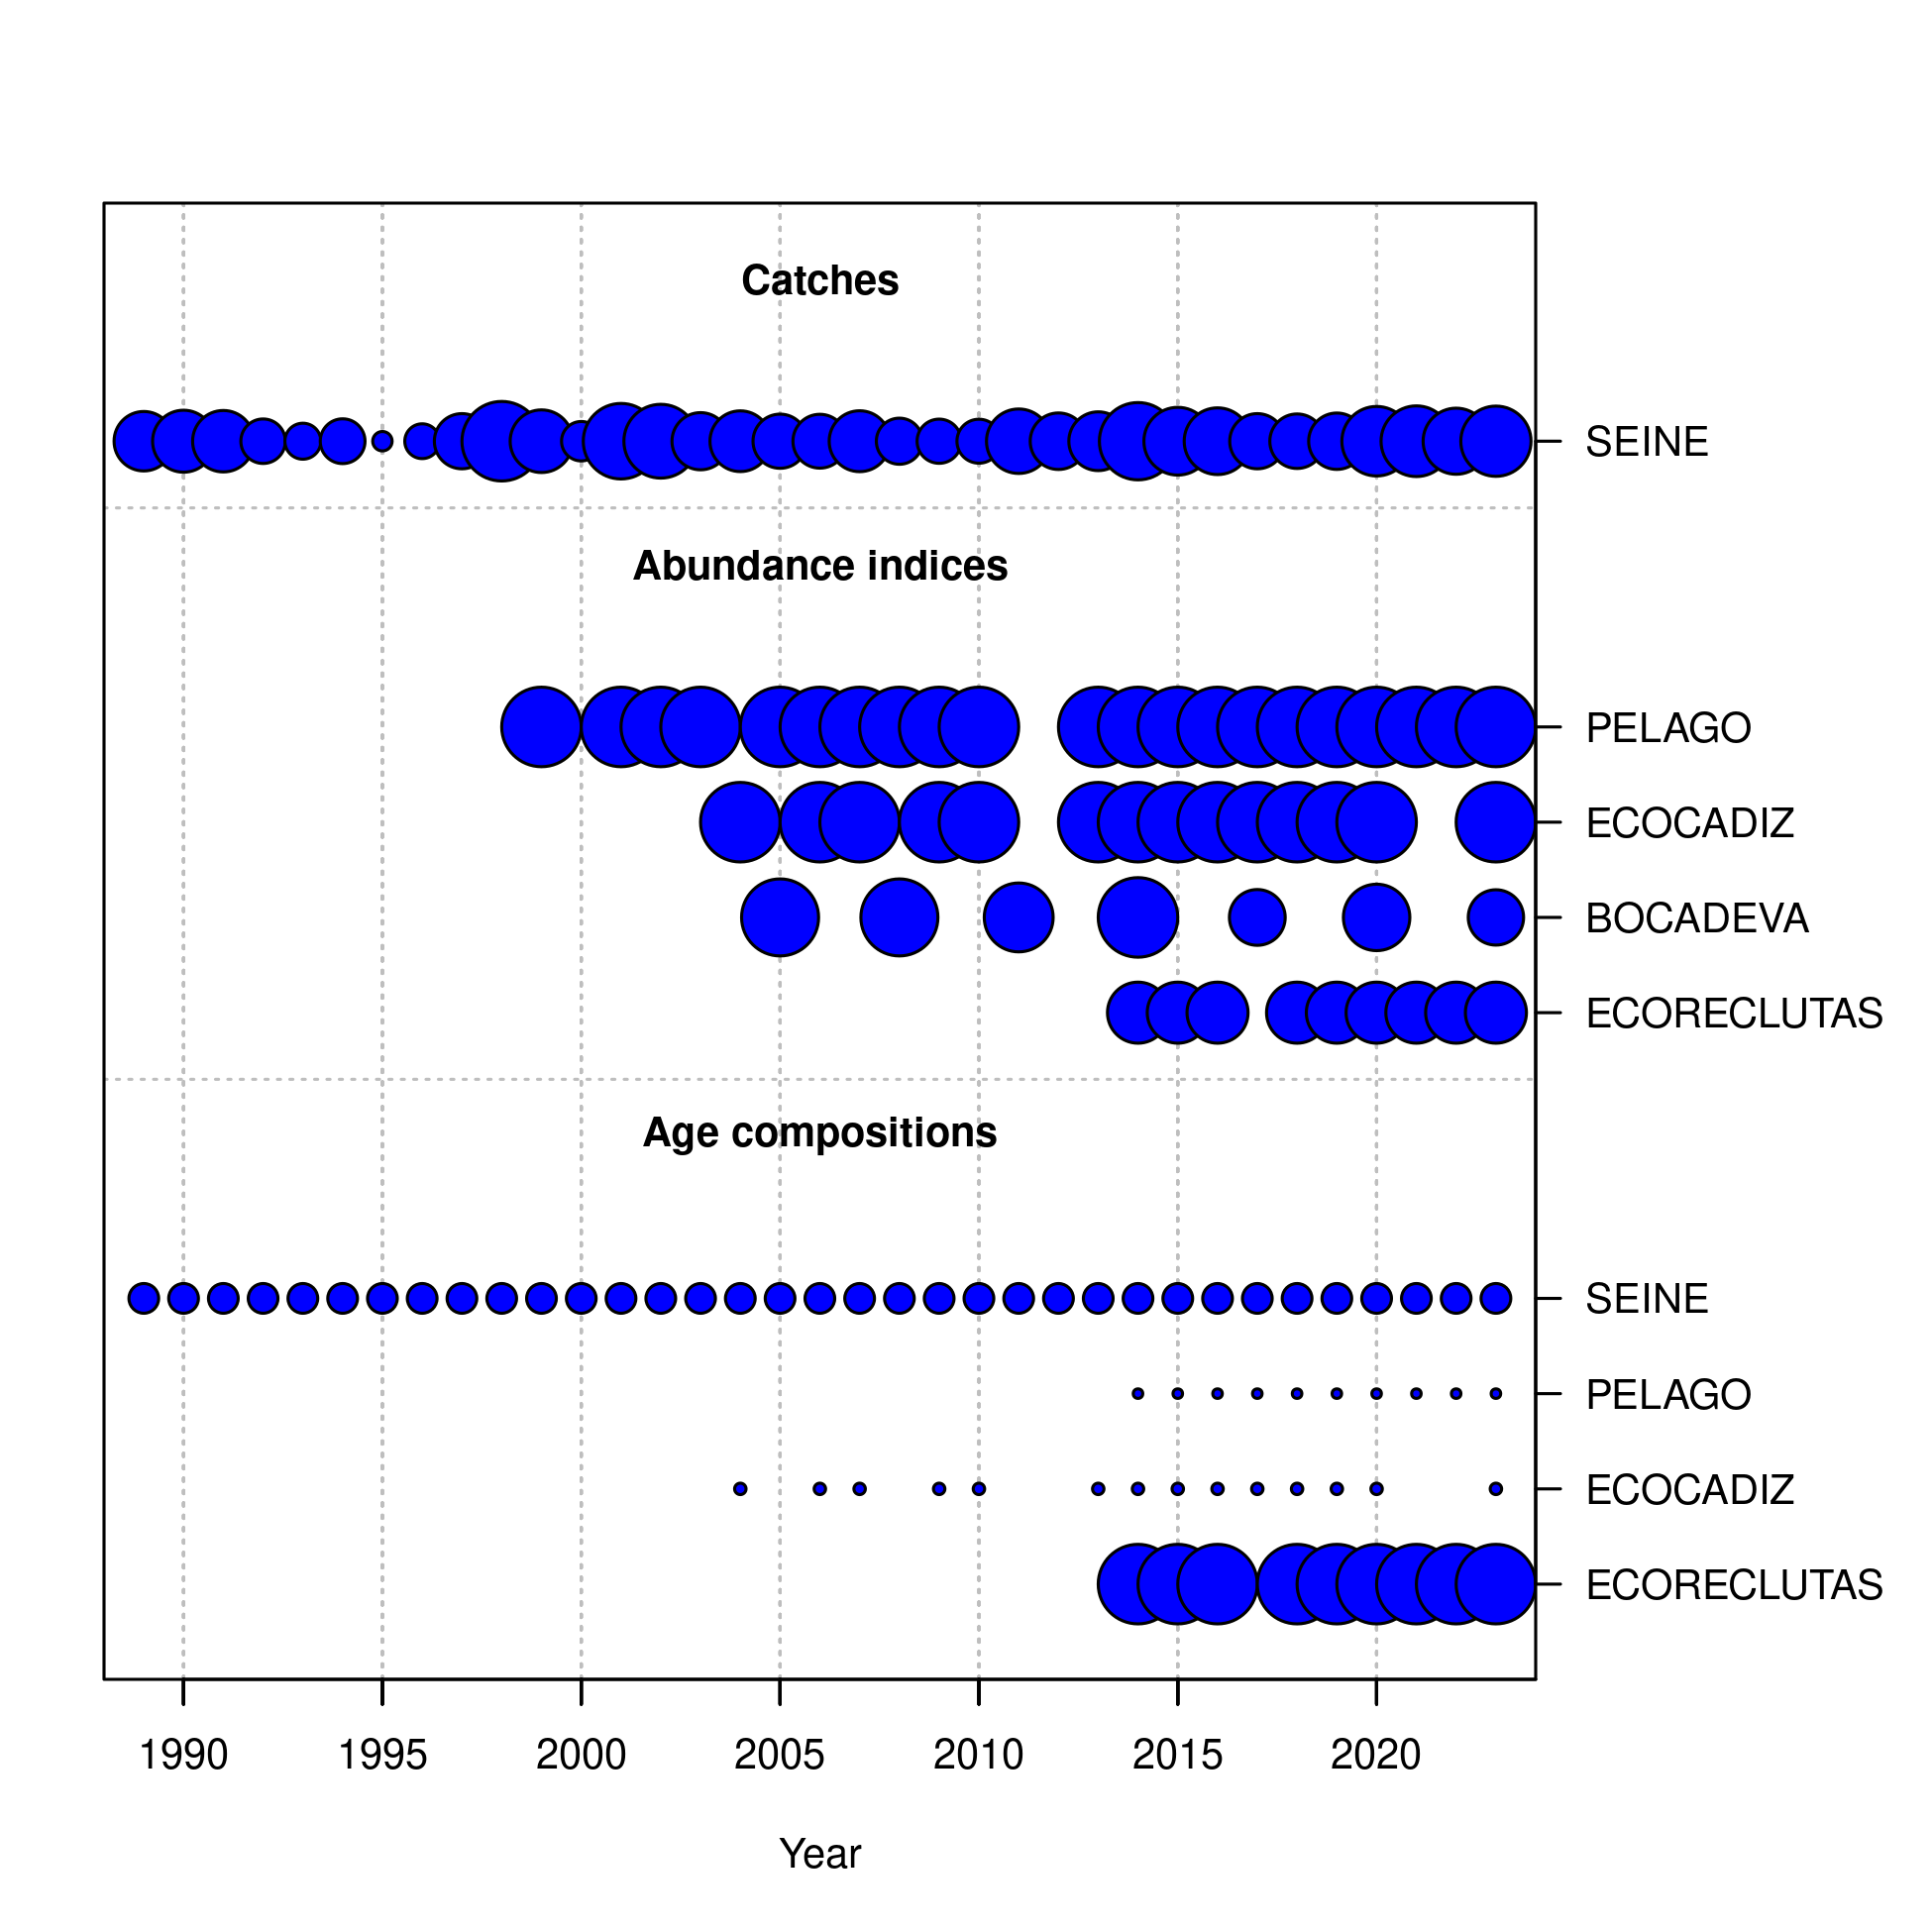 Catches
SEINE
Abundance indices
PELAGO
ECOCADIZ
BOCADEVA
ECORECLUTAS
Age compositions
SEINE
PELAGO
ECOCADIZ
ECORECLUTAS
1990 1995 2000 2005 2010 2015 2020
Year